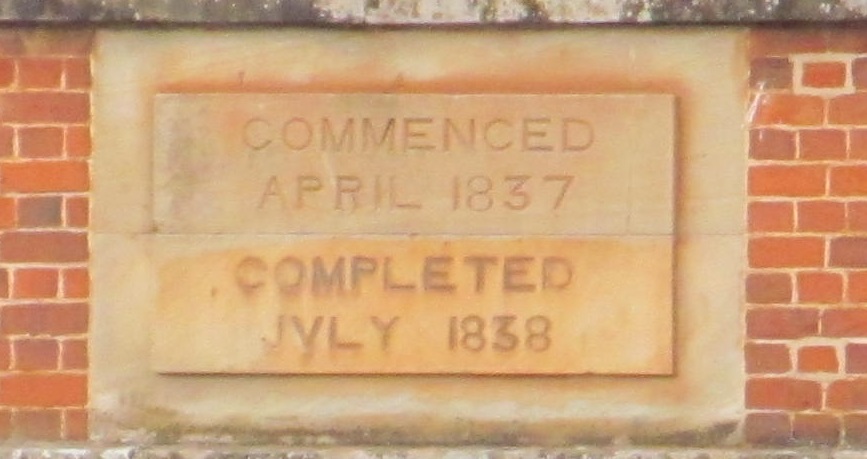 COMMENCED
APRIL 1837
COMPLETED
JVLY 1838